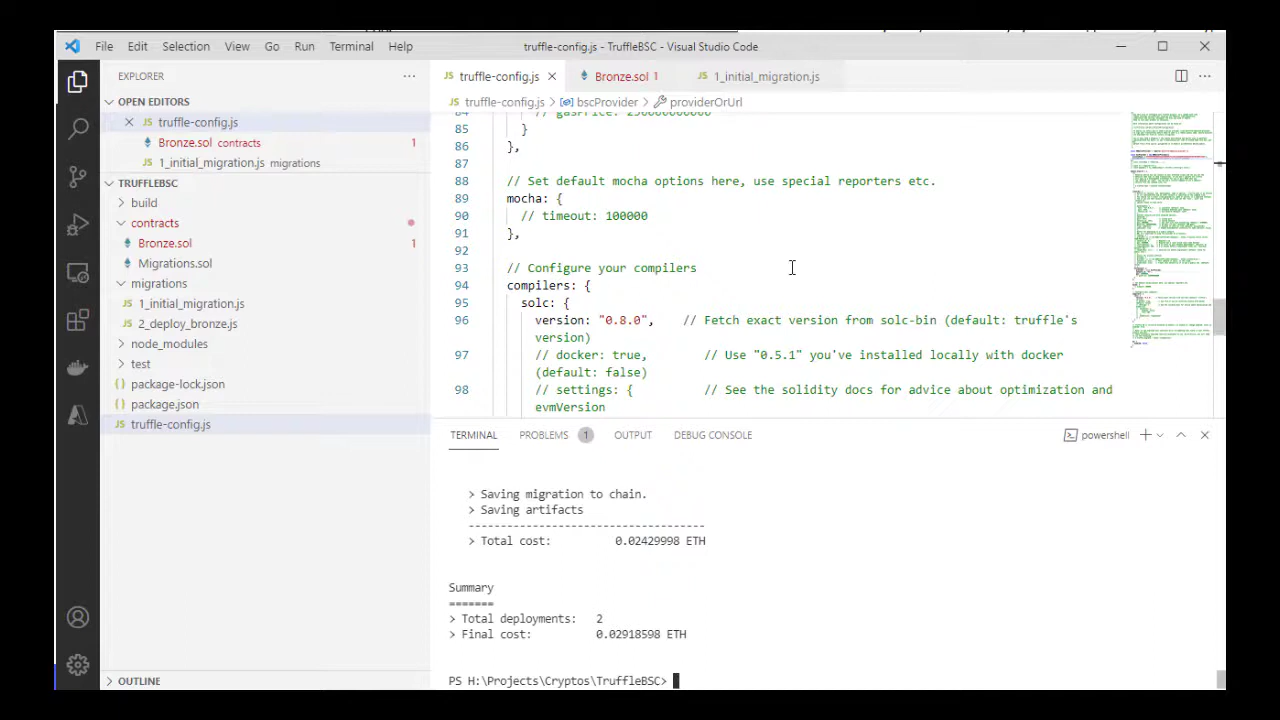 File Edit Selection View Go Run Terminal Help truffle-config.js - TruffleBSC - Visual Studio Code
EXPLORER
OPEN EDITORS
truffle-config.js
Bronze.sol contracts 1
1_initial_migration.js migrations
TRUFFLEBSC
build
contracts
Bronze.sol 1
Migrations.sol
migrations
1_initial_migration.js
2_deploy_bronze.js
node_modules
test
package-lock.json
package.json
truffle-config.js
OUTLINE
truffle-config.js Bronze.sol 1 1_initial_migration.js
truffle-config.js > bscProvider > providerOrUrl
85 }
86 },
87
88 // Set default mocha options here, use special reporters etc.
89 mocha: {
90 // timeout: 100000
91 },
92
93 // Configure your compilers
94 compilers: {
95 solc: {
96 version: "0.8.0", // Fetch exact version from solc-bin (default: truffle's
version)
97 // docker: true, // Use "0.5.1" you've installed locally with docker
(default: false)
98 // settings: { // See the solidity docs for advice about optimization and
evmVersion
TERMINAL PROBLEMS 1 OUTPUT DEBUG CONSOLE powershell
> Saving migration to chain.
> Saving artifacts
-------------------------------------
> Total cost: 0.02429998 ETH
Summary
=======
> Total deployments: 2
> Final cost: 0.02918598 ETH
PS H:\Projects\Cryptos\TruffleBSC>